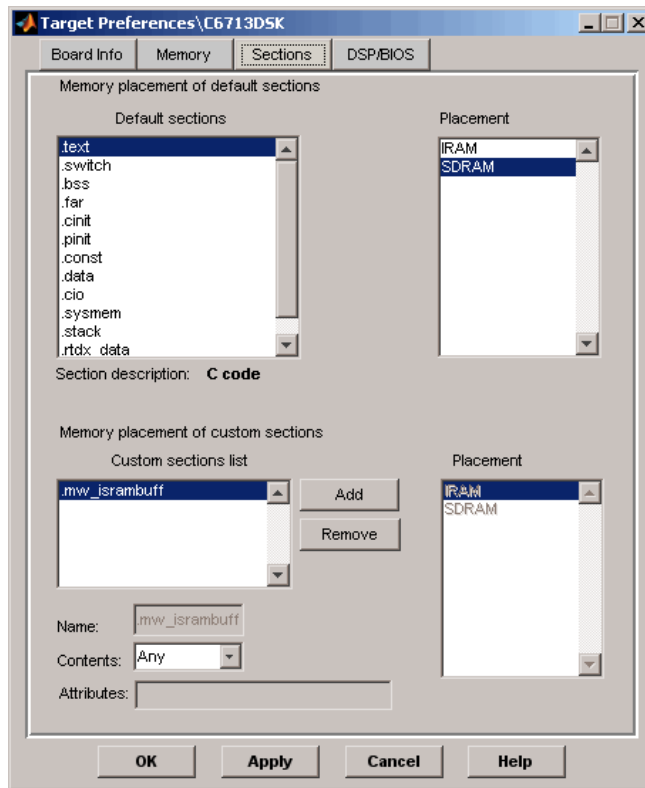 Target Preferences\C6713DSK
Board Info Memory Sections DSP/BIOS
Memory placement of default sections
Default sections Placement
.text IRAM
.switch SDRAM
.bss
.far
.cinit
.pinit
.const
.data
.cio
.sysmem
.stack
.rtdx_data
Section description: C code
Memory placement of custom sections
Custom sections list Placement
.mw_isrambuff Add IRAM
SDRAM
Remove
Name: .mw_isrambuff
Contents: Any
Attributes:
OK Apply Cancel Help